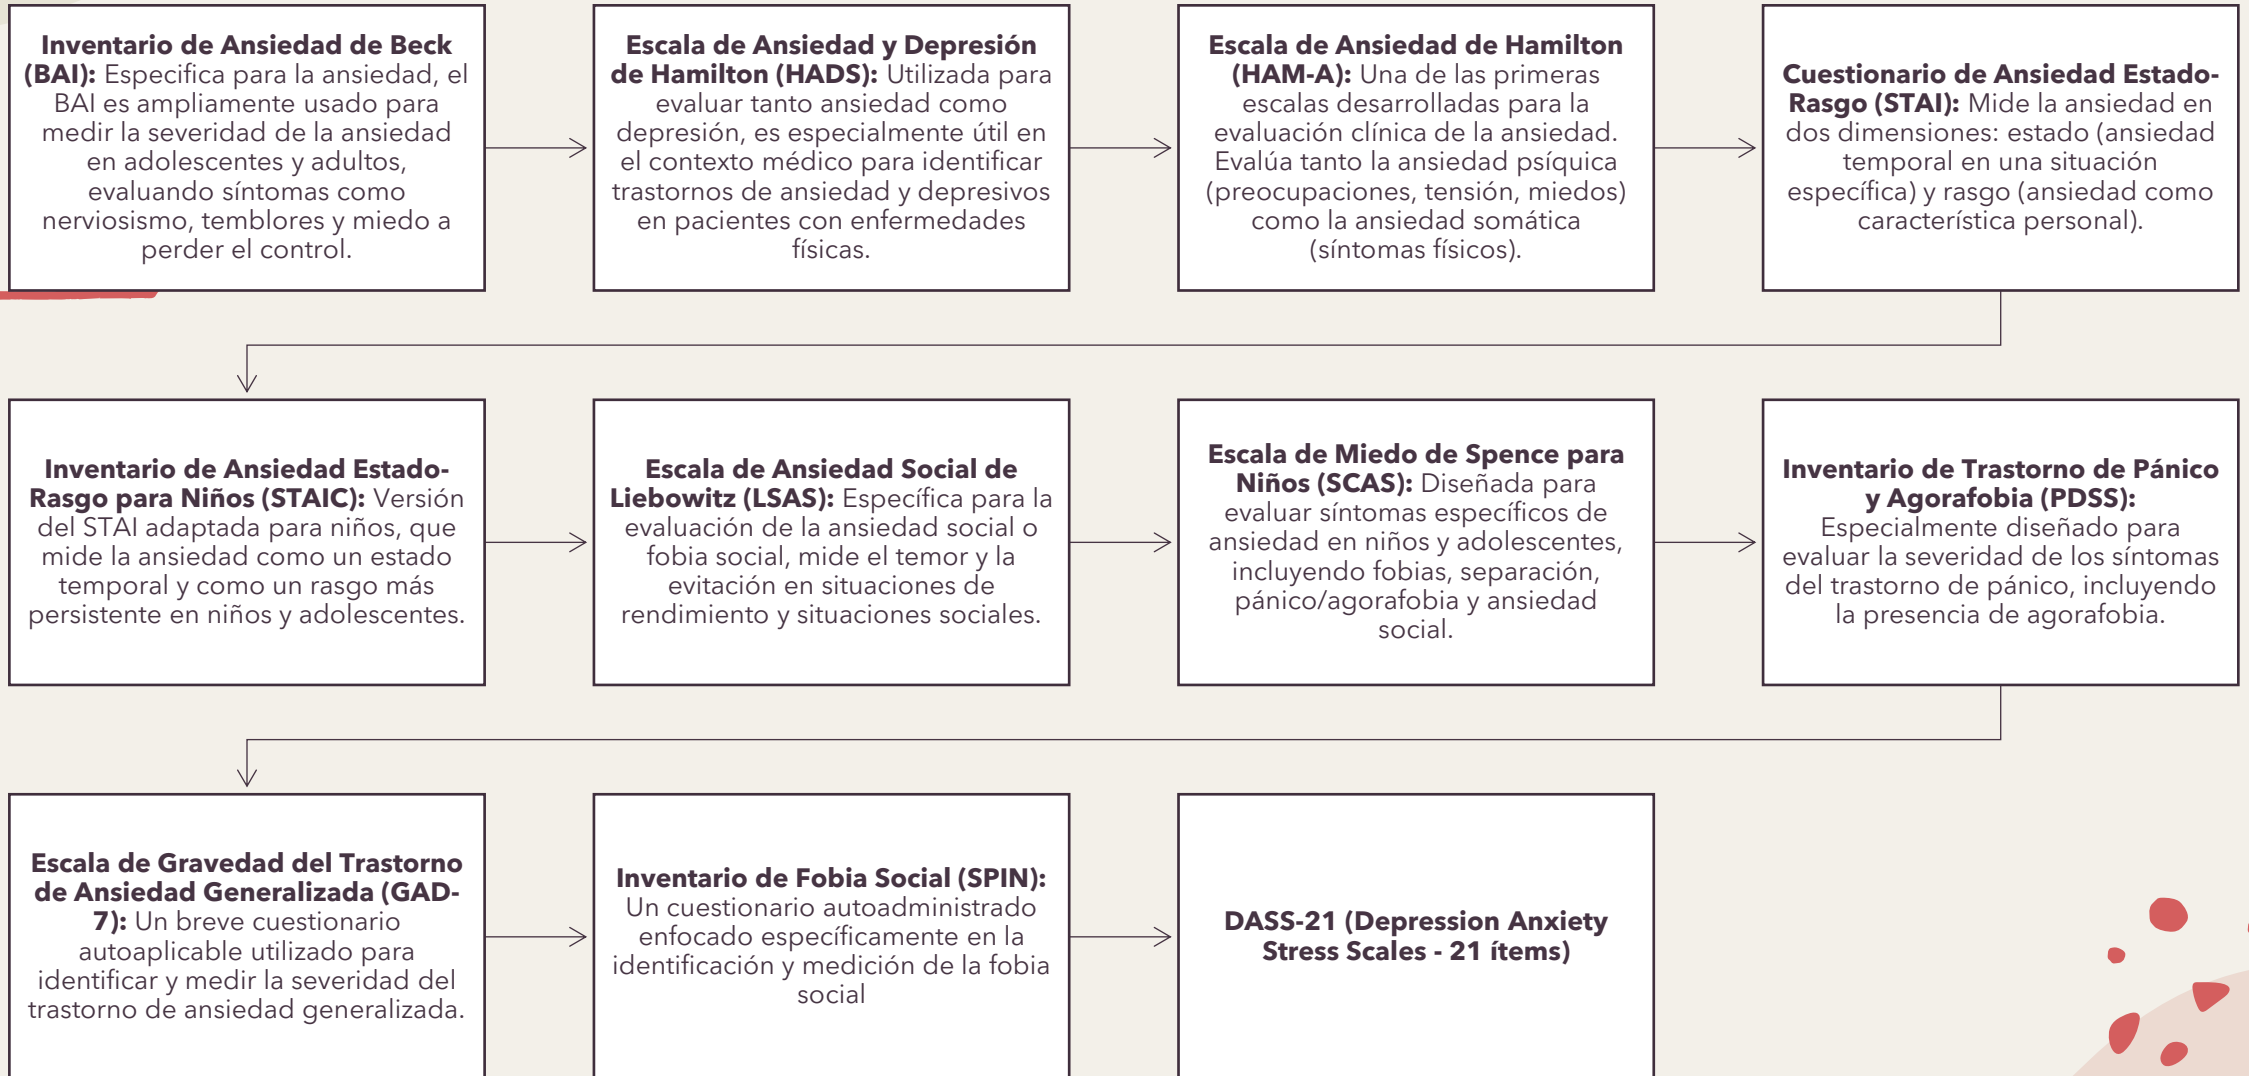 Inventario de Ansiedad de Beck
(BAI): Especifica para la ansiedad, el
BAI es ampliamente usado para
medir la severidad de la ansiedad
en adolescentes y adultos,
evaluando síntomas como
nerviosismo, temblores y miedo a
perder el control.
Escala de Ansiedad y Depresión
de Hamilton (HADS): Utilizada para
evaluar tanto ansiedad como
depresión, es especialmente útil en
el contexto médico para identificar
trastornos de ansiedad y depresivos
en pacientes con enfermedades
físicas.
Escala de Ansiedad de Hamilton
(HAM-A): Una de las primeras
escalas desarrolladas para la
evaluación clínica de la ansiedad.
Evalúa tanto la ansiedad psíquica
(preocupaciones, tensión, miedos)
como la ansiedad somática
(síntomas físicos).
Cuestionario de Ansiedad Estado-
Rasgo (STAI): Mide la ansiedad en
dos dimensiones: estado (ansiedad
temporal en una situación
específica) y rasgo (ansiedad como
característica personal).
Inventario de Ansiedad Estado-
Rasgo para Niños (STAIC): Versión
del STAI adaptada para niños, que
mide la ansiedad como un estado
temporal y como un rasgo más
persistente en niños y adolescentes.
Escala de Ansiedad Social de
Liebowitz (LSAS): Específica para la
evaluación de la ansiedad social o
fobia social, mide el temor y la
evitación en situaciones de
rendimiento y situaciones sociales.
Escala de Miedo de Spence para
Niños (SCAS): Diseñada para
evaluar síntomas específicos de
ansiedad en niños y adolescentes,
incluyendo fobias, separación,
pánico/agorafobia y ansiedad
social.
Inventario de Trastorno de Pánico
y Agorafobia (PDSS):
Especialmente diseñado para
evaluar la severidad de los síntomas
del trastorno de pánico, incluyendo
la presencia de agorafobia.
Escala de Gravedad del Trastorno
de Ansiedad Generalizada (GAD-
7): Un breve cuestionario
autoaplicable utilizado para
identificar y medir la severidad del
trastorno de ansiedad generalizada.
Inventario de Fobia Social (SPIN):
Un cuestionario autoadministrado
enfocado específicamente en la
identificación y medición de la fobia
social
DASS-21 (Depression Anxiety
Stress Scales - 21 ítems)